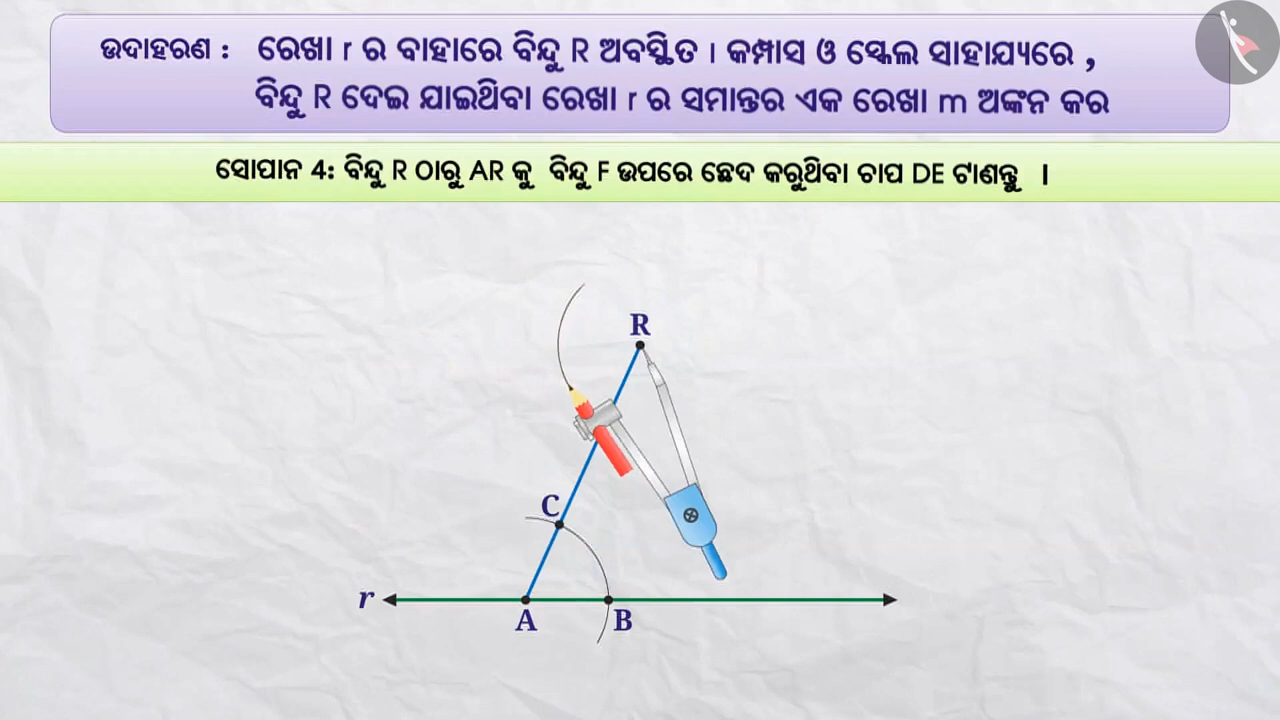 ଉଦାହରଣ : ରେଖା r ର ବାହାରେ ବିନ୍ଦୁ R ଅବସ୍ଥିତ । କମ୍ପାସ ଓ ସ୍କେଲ ସାହାଯ୍ୟରେ ,
ବିନ୍ଦୁ R ଦେଇ ଯାଇଥିବା ରେଖା r ର ସମାନ୍ତର ଏକ ରେଖା m ଅଙ୍କନ କର
ସୋପାନ 4: ବିନ୍ଦୁ R ଠାରୁ AR କୁ ବିନ୍ଦୁ F ଉପରେ ଛେଦ କରୁଥିବା ଚାପ DE ଟାଣନ୍ତୁ ।
R
C
r
A
B